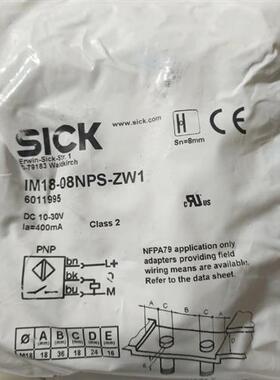 SICK
www.sick.com
Erwin-Sick-Str. 1
D-79183 Waldkirch
Sn=8mm
IM18-08NPS-ZW1
6011995
DC 10-30V
Ia=400mA
Class 2
PNP
bn L+
bk Q
bu M
NFPA79 application only
adapters providing field
wiring means are available.
Refer to the data sheet.
Ø A B C D E
M18 18 36 18 24 16